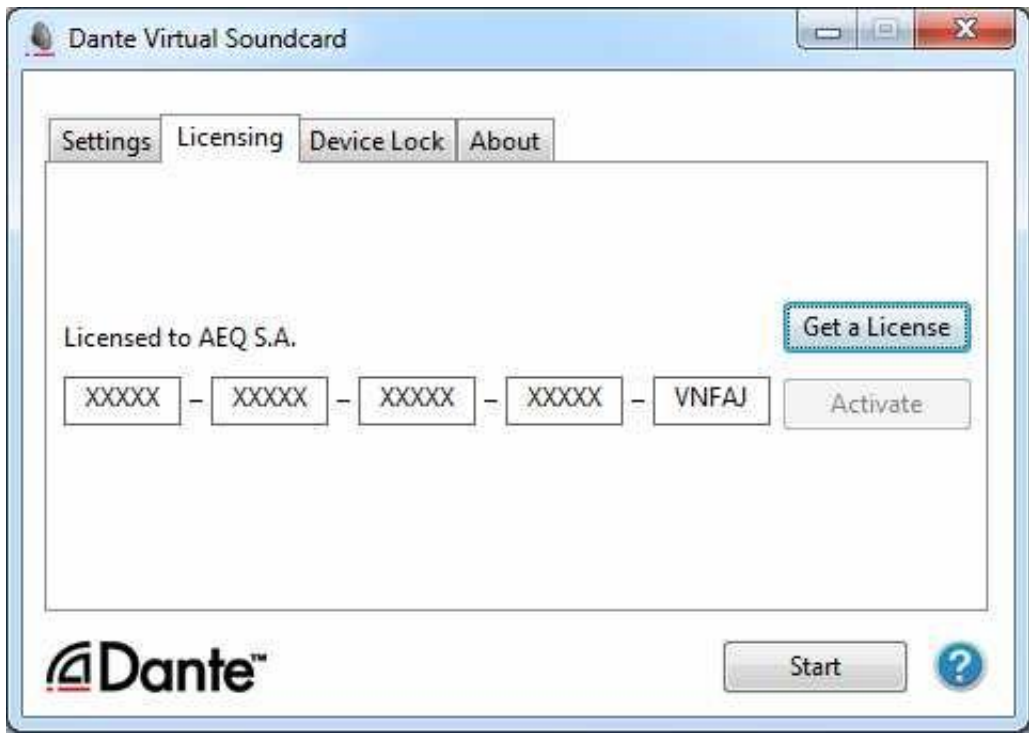 Dante Virtual Soundcard
Settings Licensing Device Lock About
Get a License
Licensed to AEQ S.A.
XXXXX – XXXXX – XXXXX – XXXXX – VNFAJ Activate
Dante™ Start ?